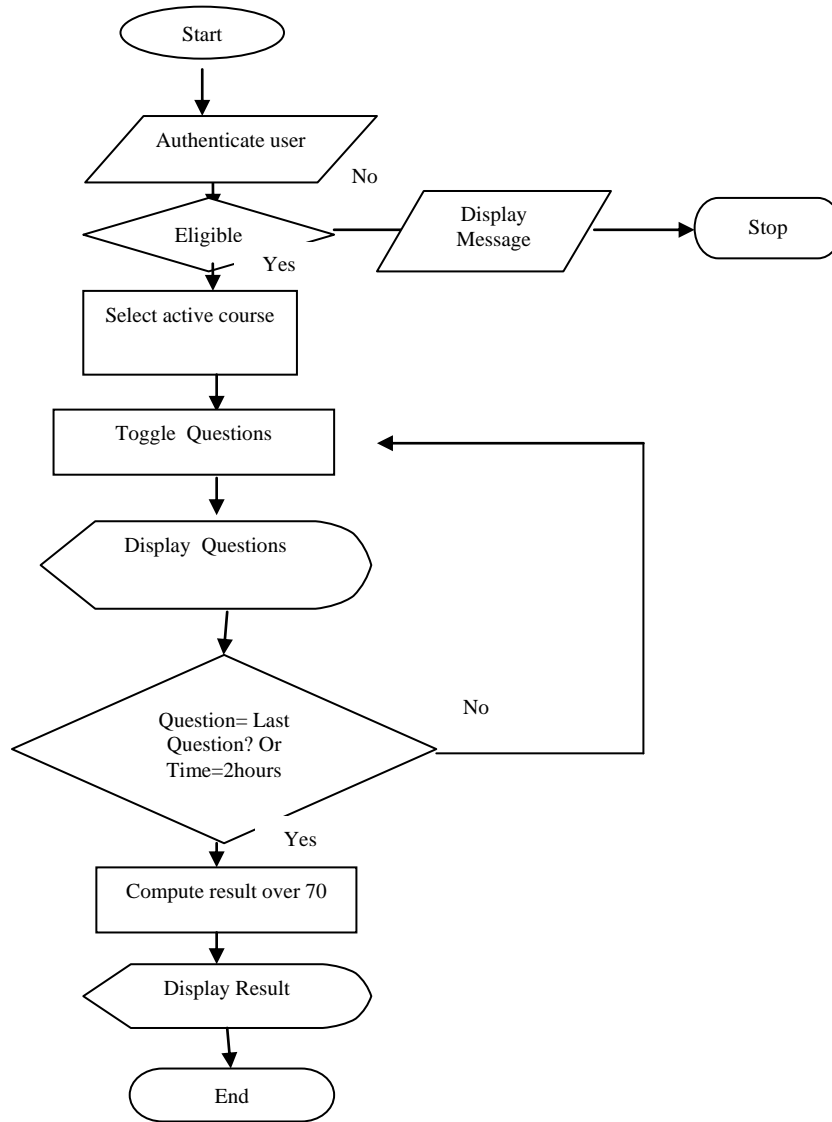 Start
Authenticate user
No
Eligible
Yes
Display
Message
Stop
Select active course
Toggle Questions
Display Questions
Question= Last
Question? Or
Time=2hours
No
Yes
Compute result over 70
Display Result
End